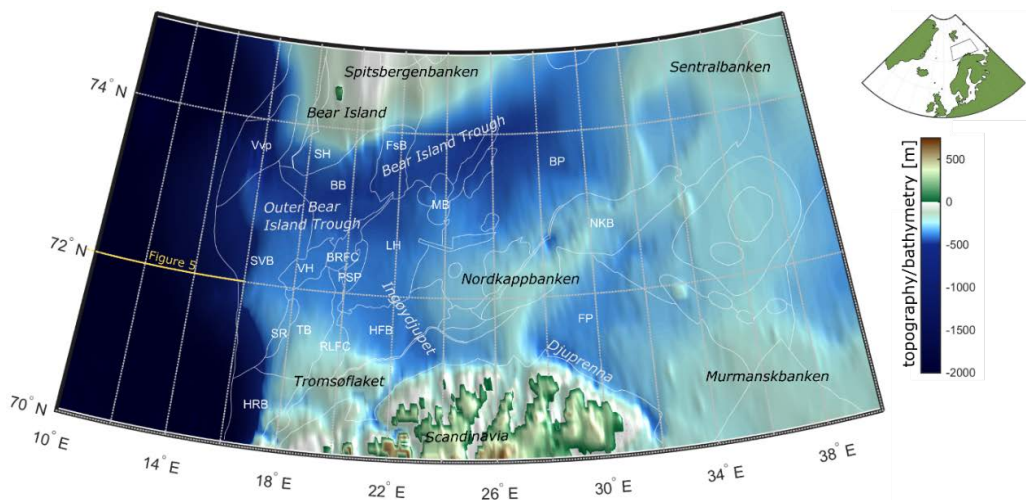 Spitsbergenbanken
Sentralbanken
74°N
Bear Island
Vvp
SH
FsB
Bear Island Trough
BP
BB
MB
Outer Bear
Island Trough
NKB
LH
72°N
Figure 5
SVB
VH
BRFC
PSP
Nordkappbanken
Ingøydjupet
SR
TB
HFB
FP
RLFC
Djuprenna
Tromsøflaket
Murmanskbanken
HRB
70°N
Scandinavia
10°E
14°E
18°E
22°E
26°E
30°E
34°E
38°E
topography/bathymetry [m]
500
0
-500
-1000
-1500
-2000